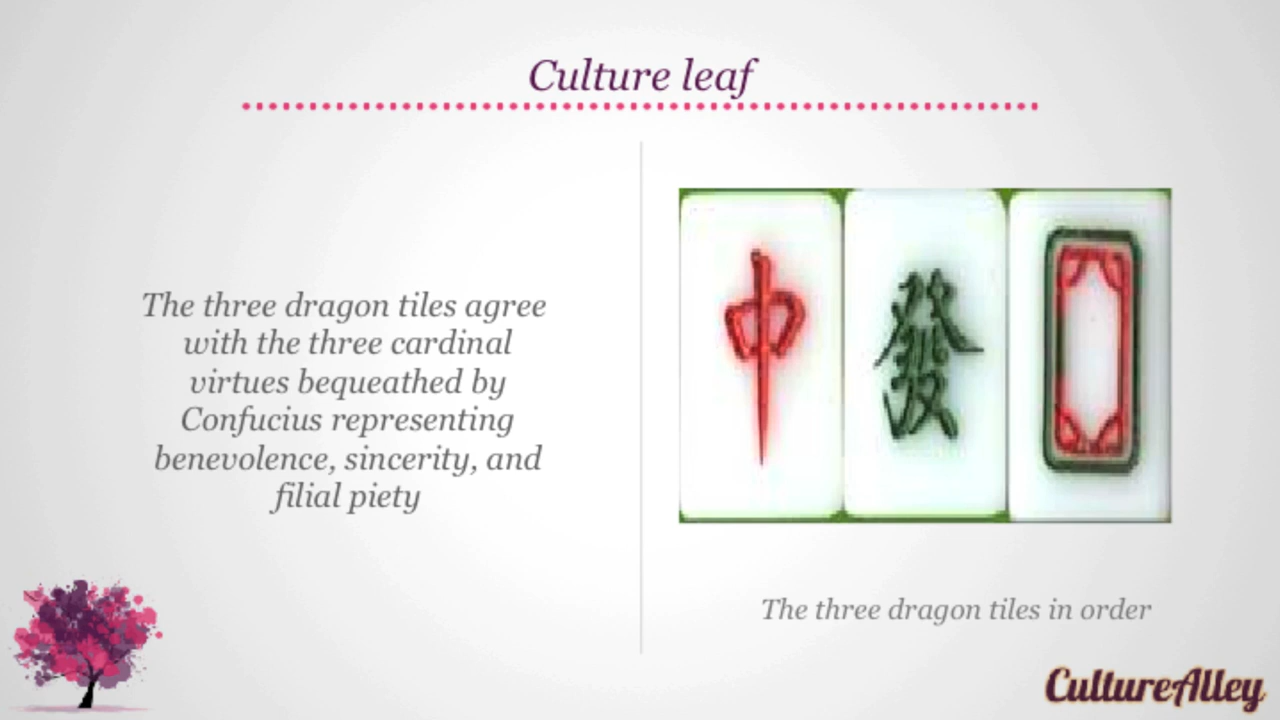 Culture leaf
The three dragon tiles agree
with the three cardinal
virtues bequeathed by
Confucius representing
benevolence, sincerity, and
filial piety
中 發
The three dragon tiles in order
CultureAlley